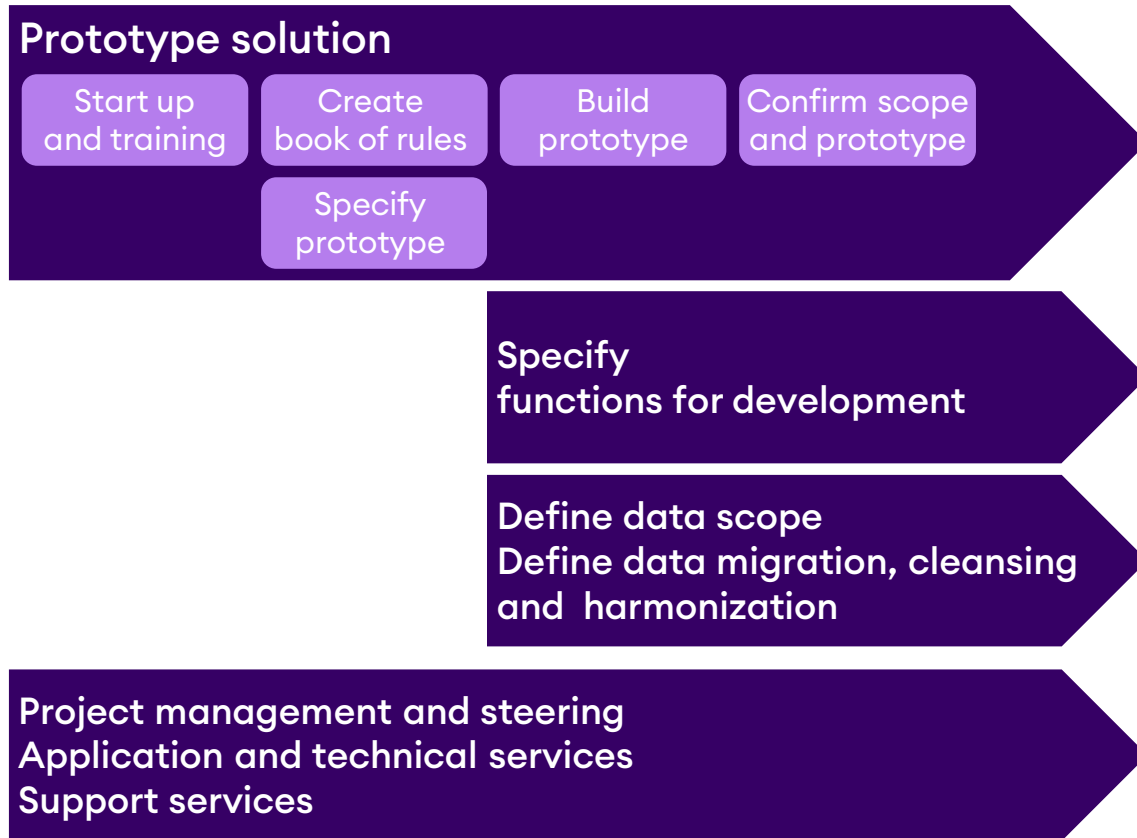 Prototype solution
Start up
and training
Create
book of rules
Build
prototype
Confirm scope
and prototype
Specify
prototype
Specify
functions for development
Define data scope
Define data migration, cleansing
and  harmonization
Project management and steering
Application and technical services
Support services